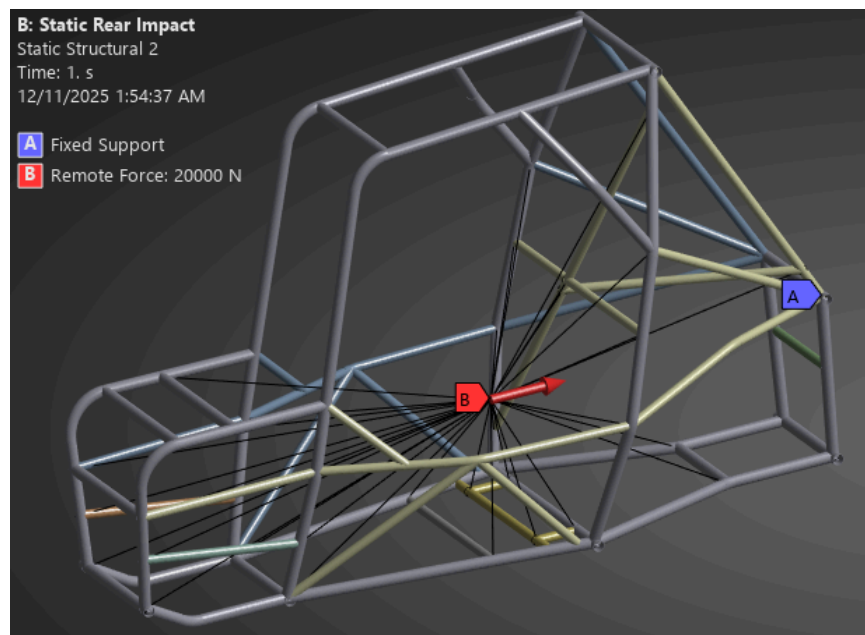 B: Static Rear Impact
Static Structural 2
Time: 1. s
12/11/2025 1:54:37 AM
A Fixed Support
B Remote Force: 20000 N
A
B